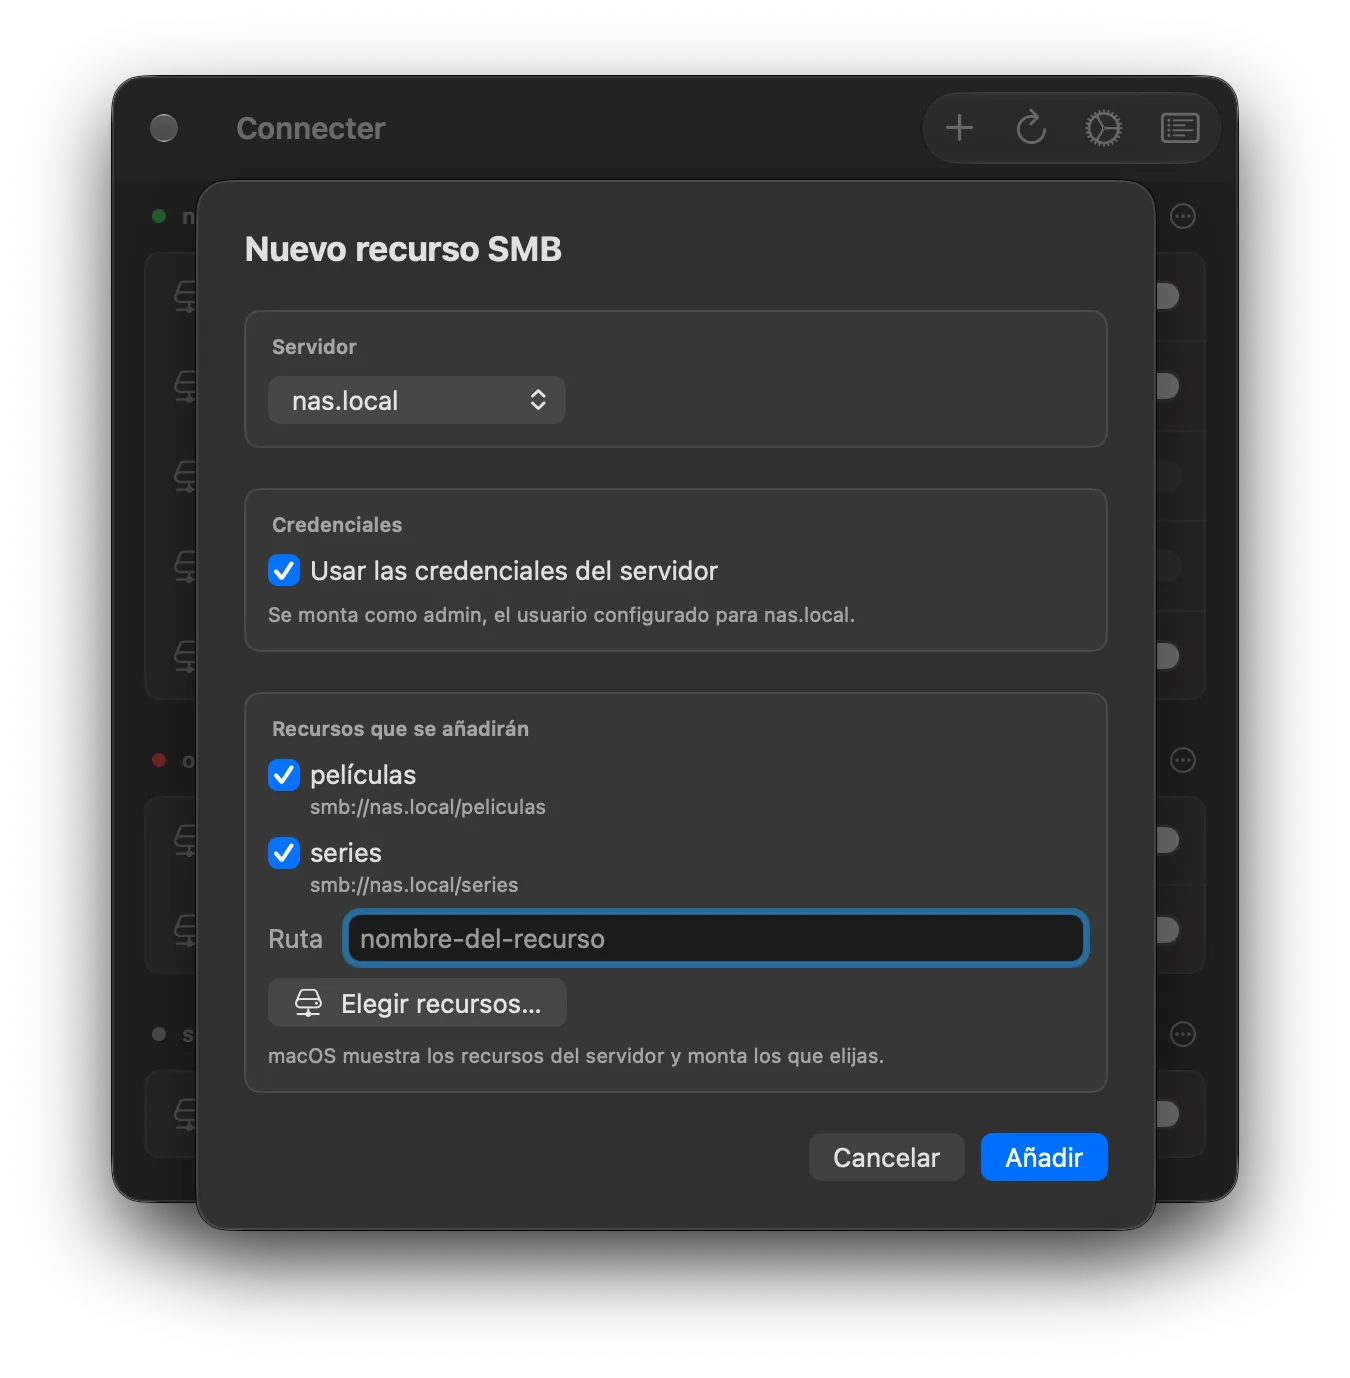 Connecter
Nuevo recurso SMB
Servidor
nas.local
Credenciales
Usar las credenciales del servidor
Se monta como admin, el usuario configurado para nas.local.
Recursos que se añadirán
películas
smb://nas.local/peliculas
series
smb://nas.local/series
Ruta nombre-del-recurso
Elegir recursos...
macOS muestra los recursos del servidor y monta los que elijas.
Cancelar Añadir